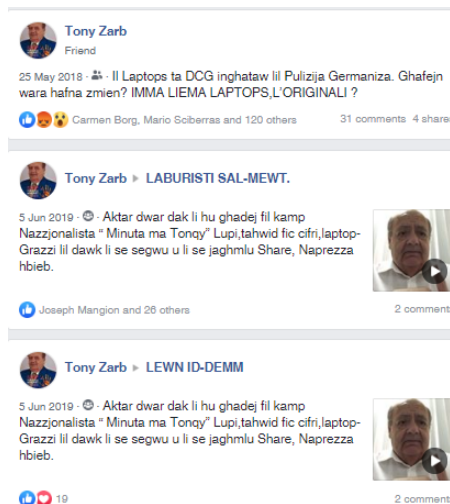 Tony Zarb
Friend
25 May 2018 · Il Laptops ta DCG inghataw lil Pulizija Germaniza. Ghafejn
wara hafna zmien? IMMA LIEMA LAPTOPS,L'ORIGINALI ?
Carmen Borg, Mario Sciberras and 120 others 31 comments 4 share
Tony Zarb ▸ LABURISTI SAL-MEWT.
5 Jun 2019 · Aktar dwar dak li hu ghadej fil kamp
Nazzjonalista “ Minuta ma Tonqy” Lupi,tahwid fic cifri,laptop-
Grazzi lil dawk li se segwu u li se jaghmlu Share, Naprezza
hbieb.
Joseph Mangion and 26 others 2 comment
Tony Zarb ▸ LEWN ID-DEMM
5 Jun 2019 · Aktar dwar dak li hu ghadej fil kamp
Nazzjonalista “ Minuta ma Tonqy” Lupi,tahwid fic cifri,laptop-
Grazzi lil dawk li se segwu u li se jaghmlu Share, Naprezza
hbieb.
19 2 comment